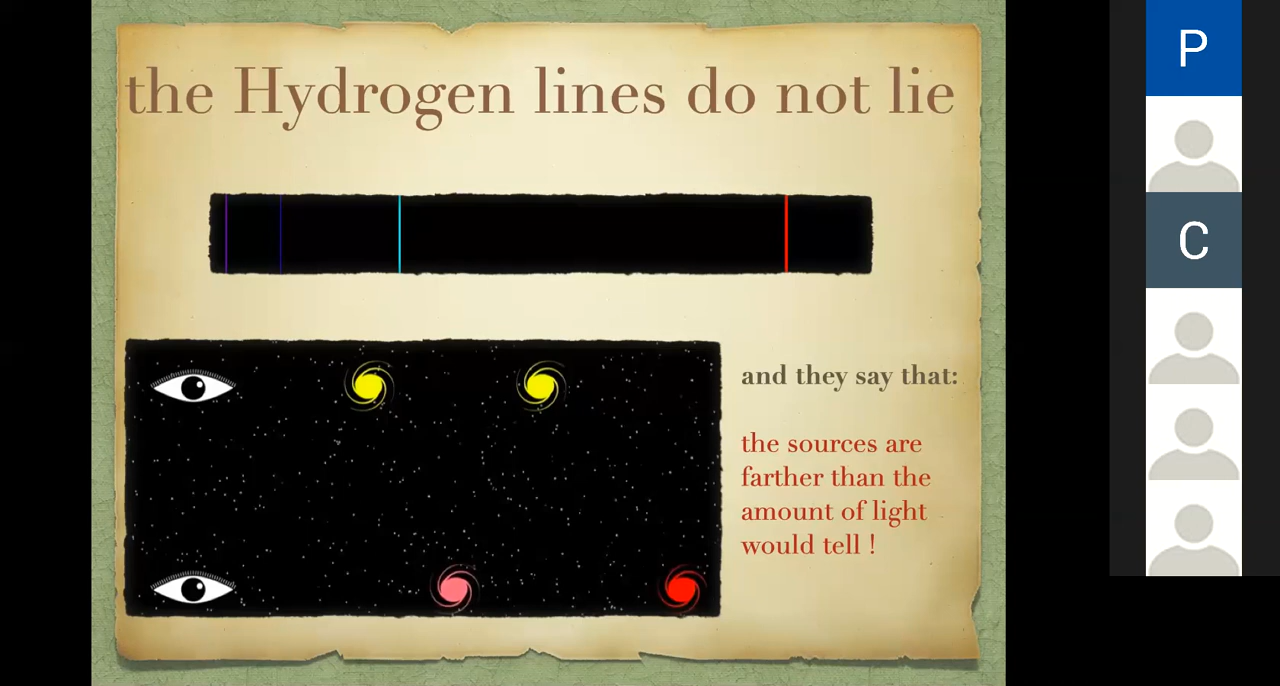 the Hydrogen lines do not lie
and they say that:
the sources are
farther than the
amount of light
would tell !
P
C